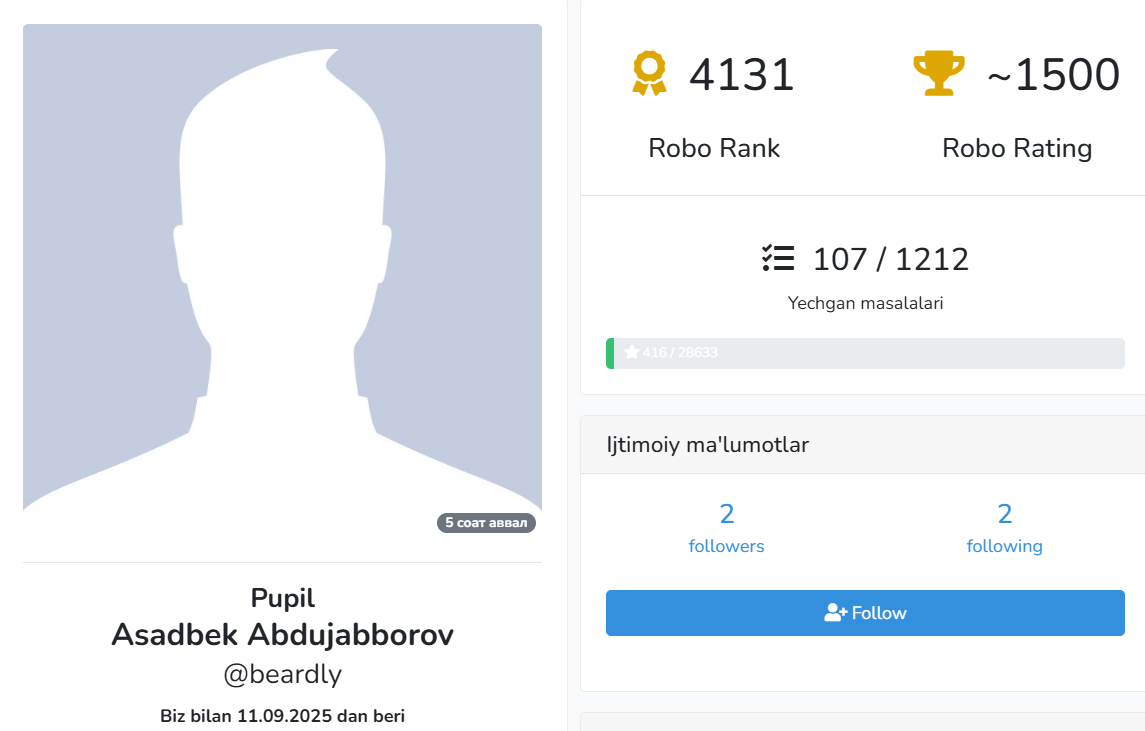 5 соат аввал
Pupil
Asadbek Abdujabborov
@beardly
Biz bilan 11.09.2025 dan beri
4131
Robo Rank
~1500
Robo Rating
107 / 1212
Yechgan masalalari
416 / 28633
Ijtimoiy ma'lumotlar
2
followers
2
following
Follow